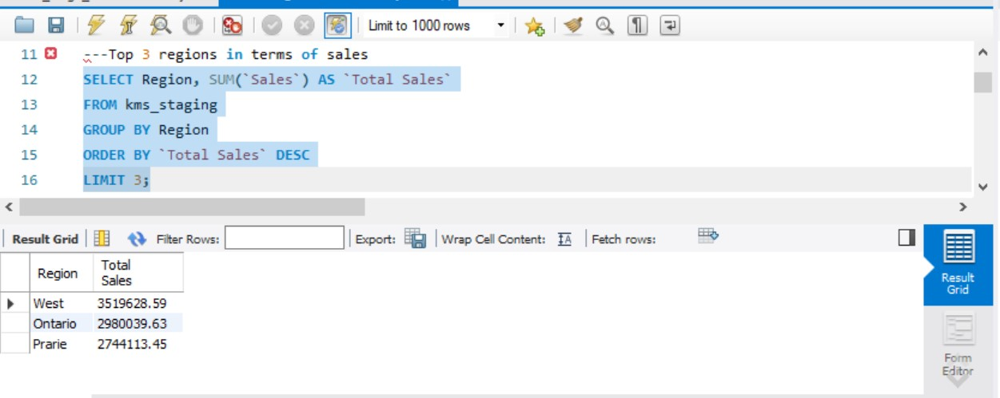 Limit to 1000 rows
11 ---Top 3 regions in terms of sales
12 SELECT Region, SUM(`Sales`) AS `Total Sales`
13 FROM kms_staging
14 GROUP BY Region
15 ORDER BY `Total Sales` DESC
16 LIMIT 3;
Result Grid Filter Rows: Export: Wrap Cell Content: Fetch rows:
Region Total Sales
West 3519628.59
Ontario 2980039.63
Prarie 2744113.45
Result
Grid
Form
Editor